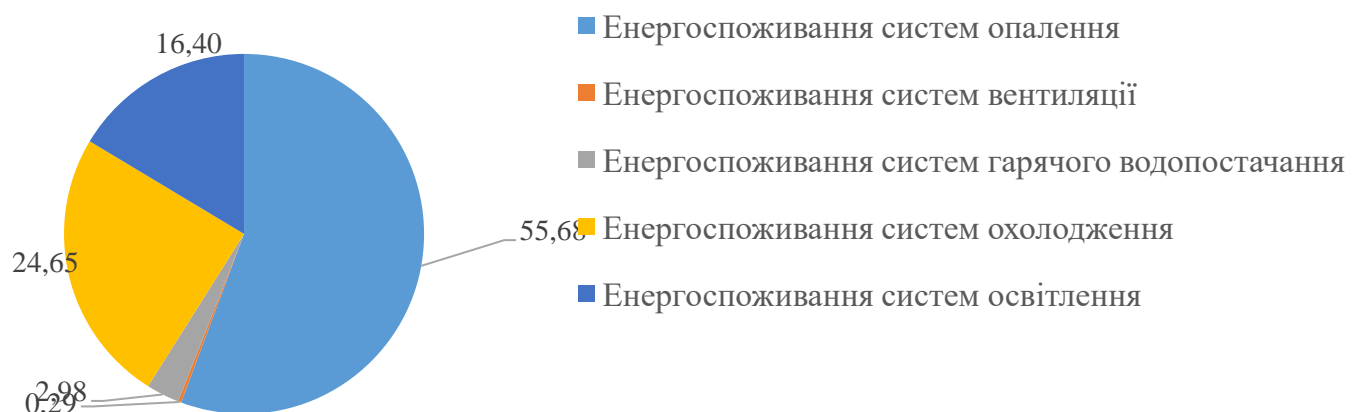 16,40
Енергоспоживання систем опалення
Енергоспоживання систем вентиляції
Енергоспоживання систем гарячого водопостачання
55,68
Енергоспоживання систем охолодження
24,65
Енергоспоживання систем освітлення
2,98
0,29